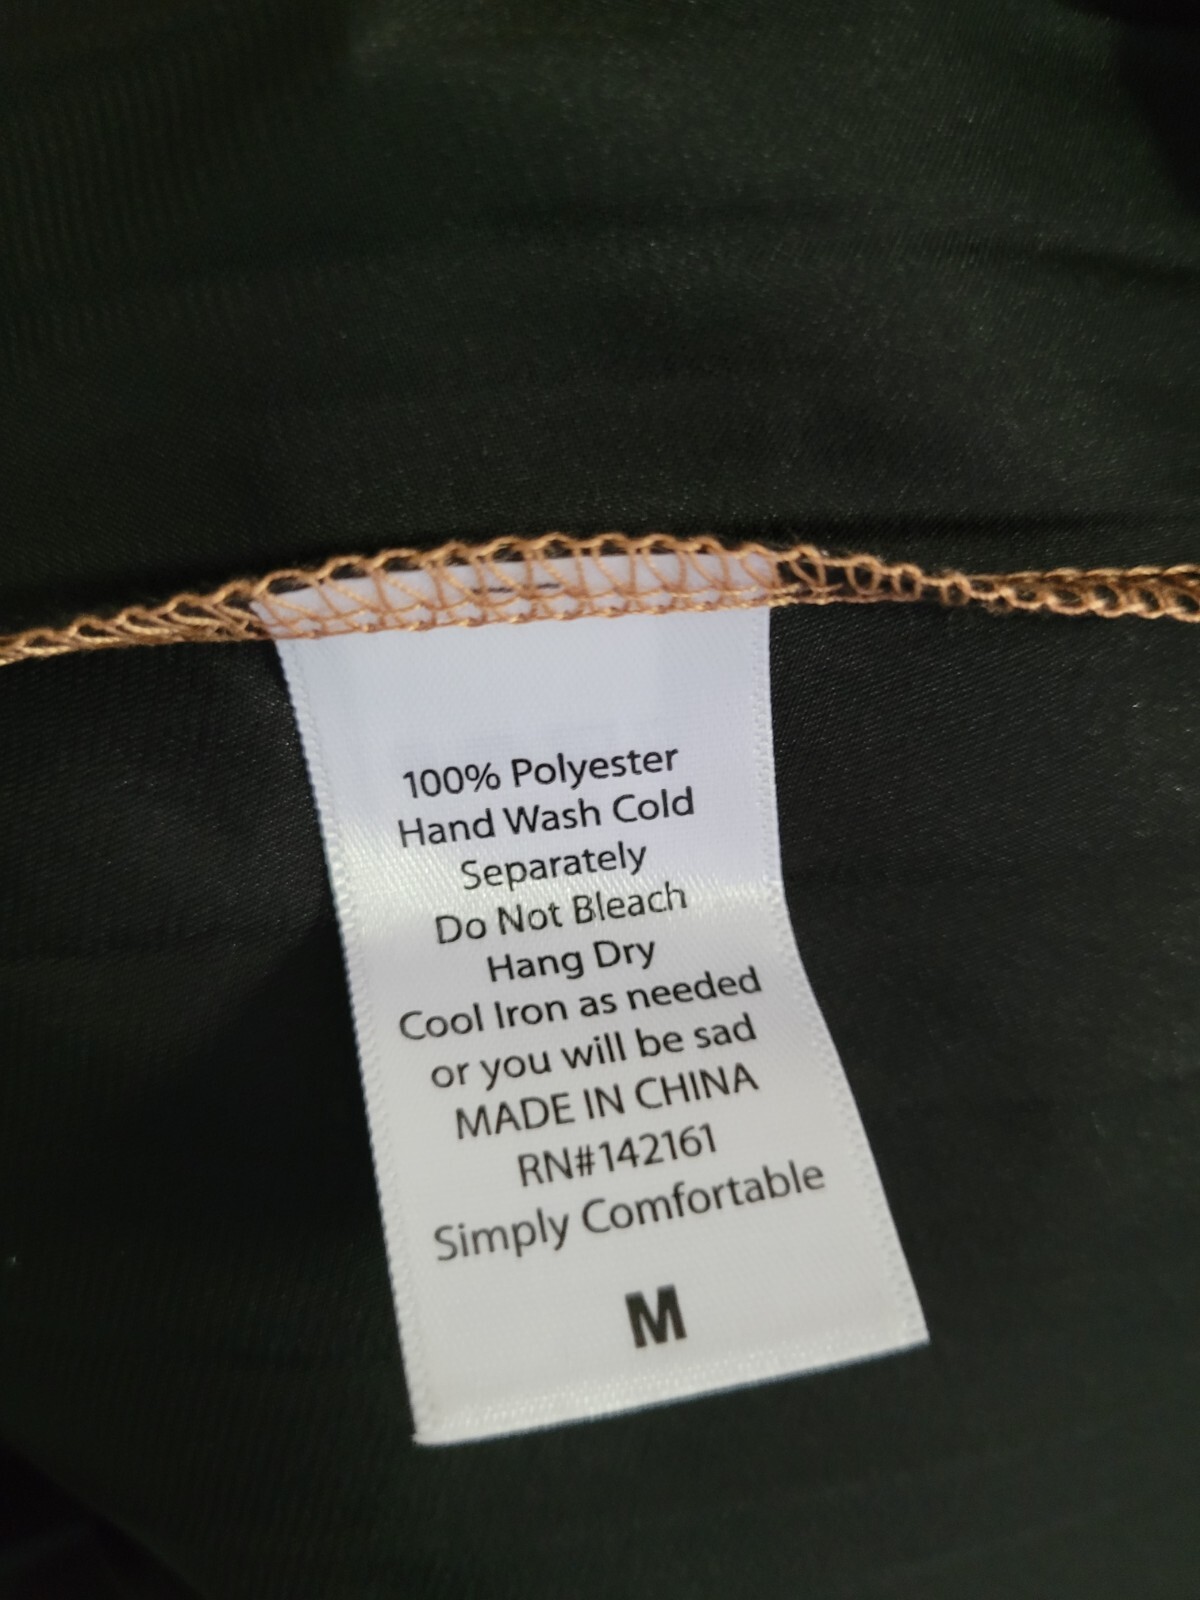 100% Polyester
Hand Wash Cold
Separately
Do Not Bleach
Hang Dry
Cool Iron as needed
or you will be sad
MADE IN CHINA
RN#142161
Simply Comfortable
M